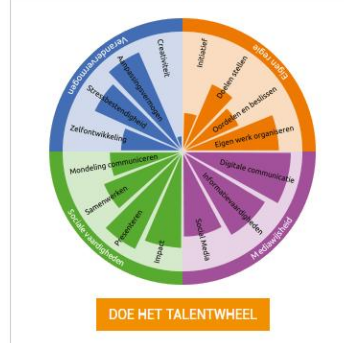 Verandervermogen
Creativiteit
Aanpassingsvermogen
Stressbestendigheid
Zelfontwikkeling
Eigen regie
Initiatief
Doelen stellen
Oordelen en beslissen
Eigen werk organiseren
Mediawijsheid
Digitale communicatie
Informatievaardigheden
Social Media
Sociale vaardigheden
Mondeling communiceren
Samenwerken
Presenteren
Impact
DOE HET TALENTWHEEL